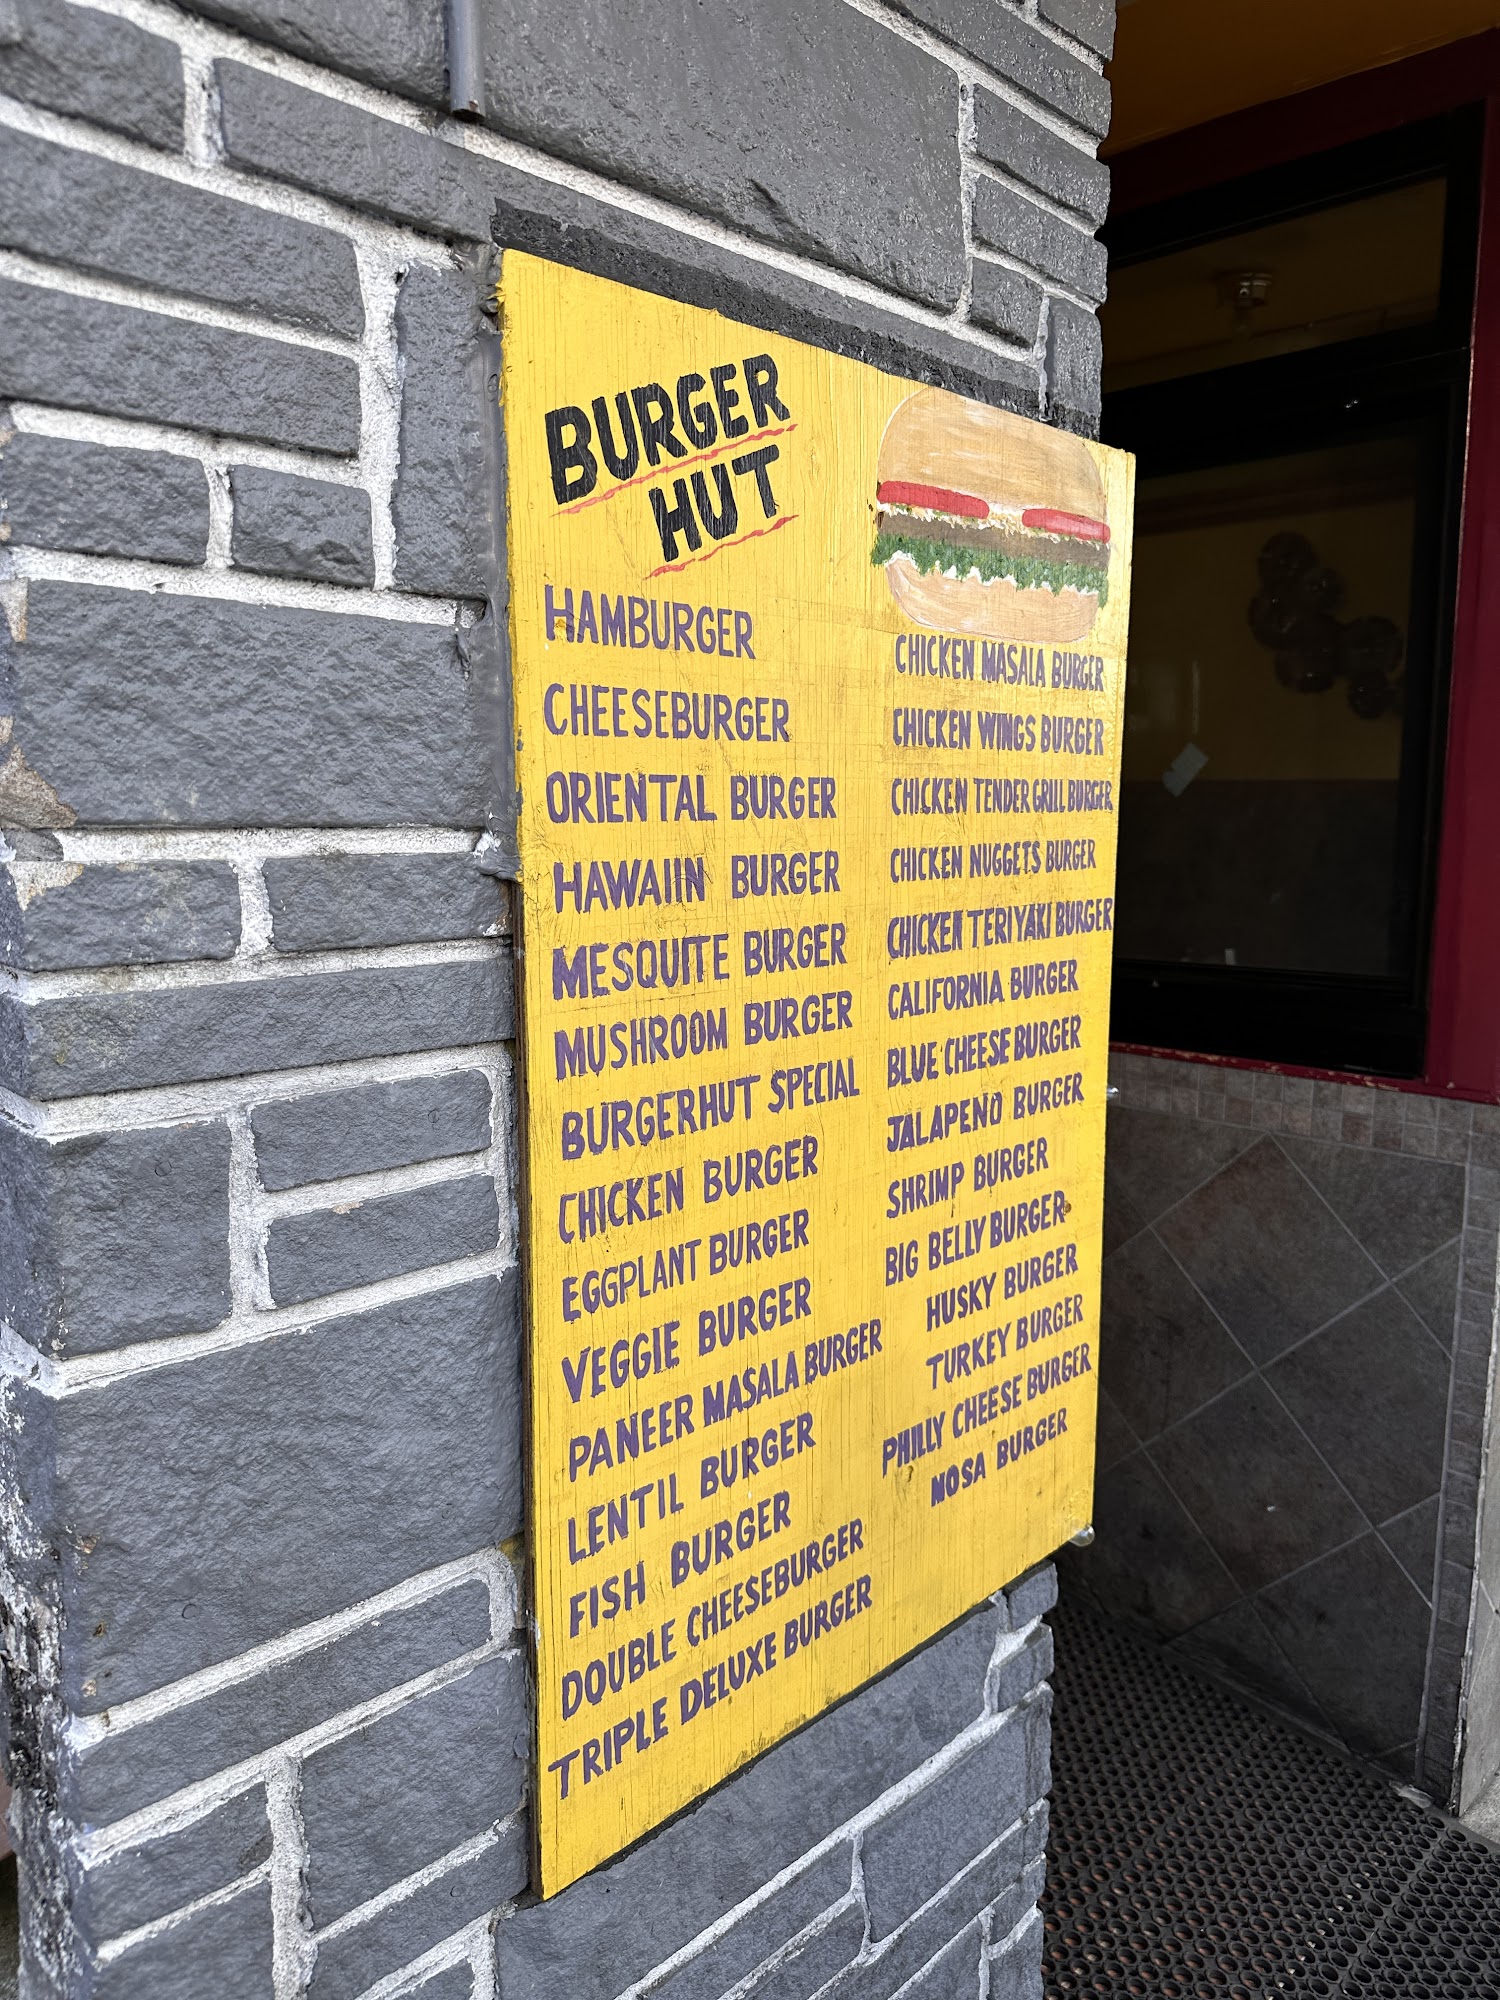 BURGER
HUT
HAMBURGER
CHEESEBURGER
ORIENTAL BURGER
HAWAIIN BURGER
MESQUITE BURGER
MUSHROOM BURGER
BURGERHUT SPECIAL
CHICKEN BURGER
EGGPLANT BURGER
VEGGIE BURGER
PANEER MASALA BURGER
LENTIL BURGER
FISH BURGER
DOUBLE CHEESEBURGER
TRIPLE DELUXE BURGER
CHICKEN MASALA BURGER
CHICKEN WINGS BURGER
CHICKEN TENDER GRILL BURGER
CHICKEN NUGGETS BURGER
CHICKEN TERIYAKI BURGER
CALIFORNIA BURGER
BLUE CHEESE BURGER
JALAPENO BURGER
SHRIMP BURGER
BIG BELLY BURGER
HUSKY BURGER
TURKEY BURGER
PHILLY CHEESE BURGER
NOSA BURGER